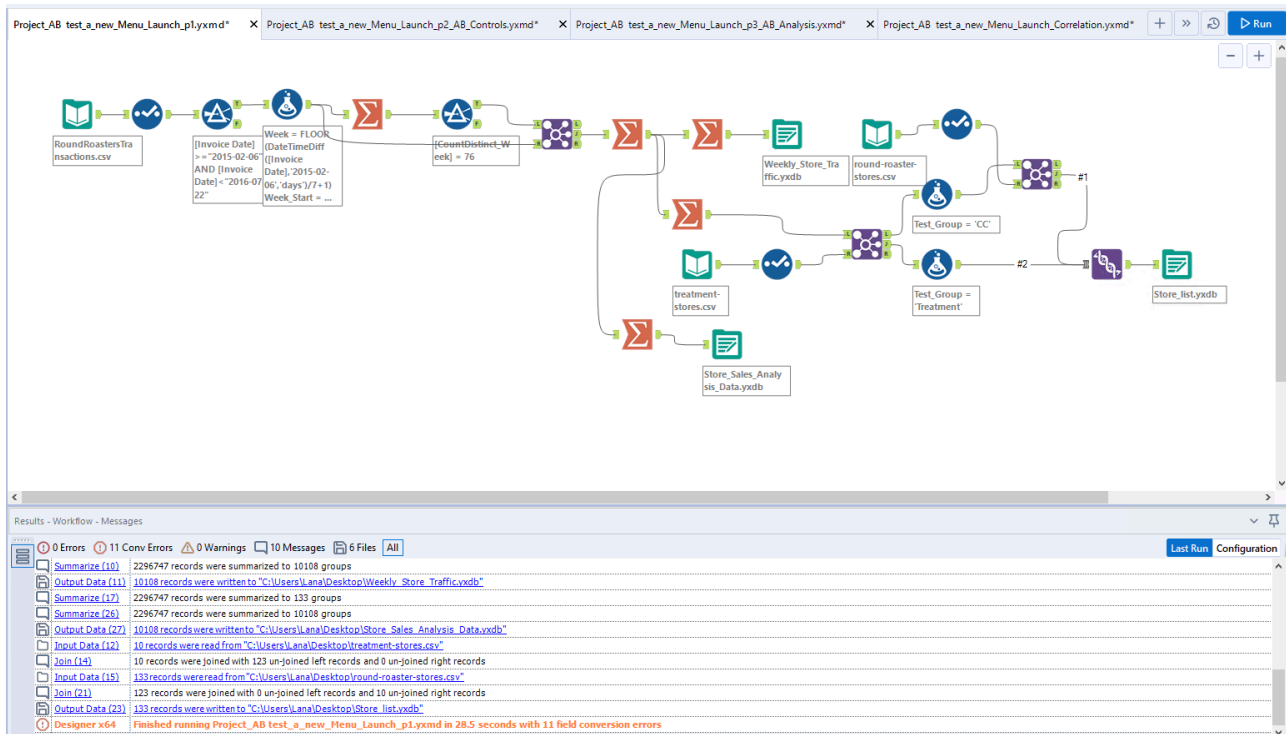 Project_AB test_a_new_Menu_Launch_p1.yxmd*
Project_AB test_a_new_Menu_Launch_p2_AB_Controls.yxmd*
Project_AB test_a_new_Menu_Launch_p3_AB_Analysis.yxmd*
Project_AB test_a_new_Menu_Launch_Correlation.yxmd*
Run
RoundRoastersTra
nsactions.csv
[Invoice Date]
>="2015-02-06"
AND [Invoice
Date]<"2016-07
22"
Week = FLOOR
(DateTimeDiff
([Invoice
Date],'2015-02-
06','days')/7+1)
Week_Start = ...
[CountDistinct_W
eek] = 76
Weekly_Store_Tra
ffic.yxdb
round-roaster-
stores.csv
Test_Group = 'CC'
#1
treatment-
stores.csv
Test_Group =
'Treatment'
#2
Store_list.yxdb
Store_Sales_Analy
sis_Data.yxdb
Results - Workflow - Messages
0 Errors 11 Conv Errors 0 Warnings 10 Messages 6 Files All
Last Run Configuration
Summarize (10) 2296747 records were summarized to 10108 groups
Output Data (11) 10108 records were written to "C:\Users\Lana\Desktop\Weekly_Store_Traffic.yxdb"
Summarize (17) 2296747 records were summarized to 133 groups
Summarize (26) 2296747 records were summarized to 10108 groups
Output Data (27) 10108 records were written to "C:\Users\Lana\Desktop\Store_Sales_Analysis_Data.yxdb"
Input Data (12) 10 records were read from "C:\Users\Lana\Desktop\treatment-stores.csv"
Join (14) 10 records were joined with 123 un-joined left records and 0 un-joined right records
Input Data (15) 133 records were read from "C:\Users\Lana\Desktop\round-roaster-stores.csv"
Join (21) 123 records were joined with 0 un-joined left records and 10 un-joined right records
Output Data (23) 133 records were written to "C:\Users\Lana\Desktop\Store_list.yxdb"
Designer x64 Finished running Project_AB test_a_new_Menu_Launch_p1.yxmd in 28.5 seconds with 11 field conversion errors